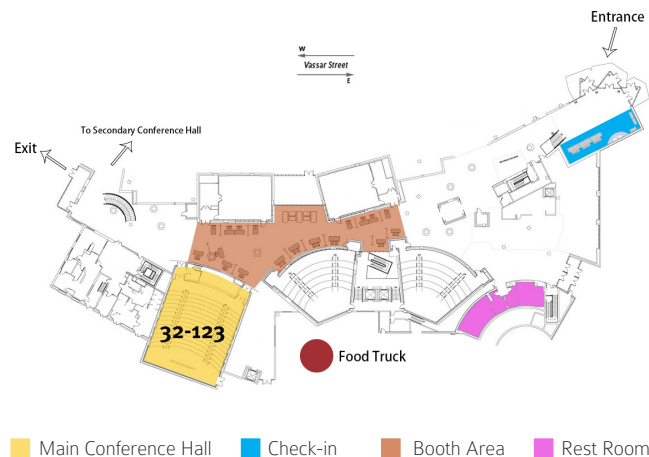 Entrance
W
Vassar Street
E
To Secondary Conference Hall
Exit
32-123
Food Truck
Main Conference Hall
Check-in
Booth Area
Rest Room